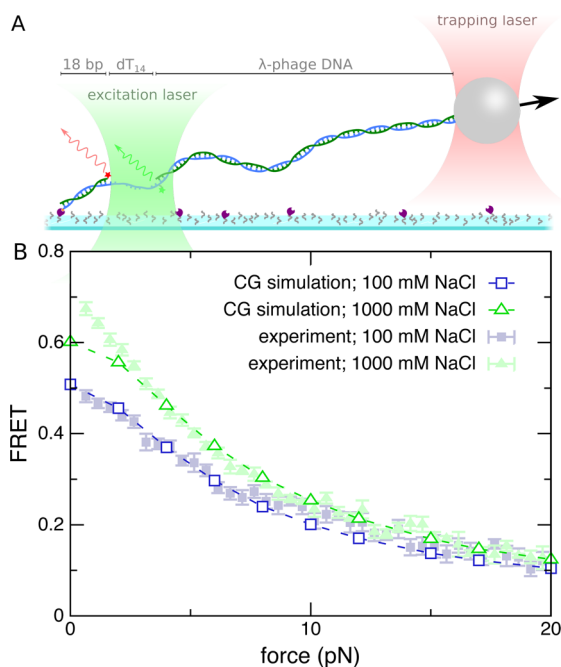 A
trapping laser
18 bp
dT₁₄
λ-phage DNA
excitation laser
B
CG simulation; 100 mM NaCl
CG simulation; 1000 mM NaCl
experiment; 100 mM NaCl
experiment; 1000 mM NaCl
0.8
0.6
0.4
0.2
0
FRET
0
10
20
force (pN)